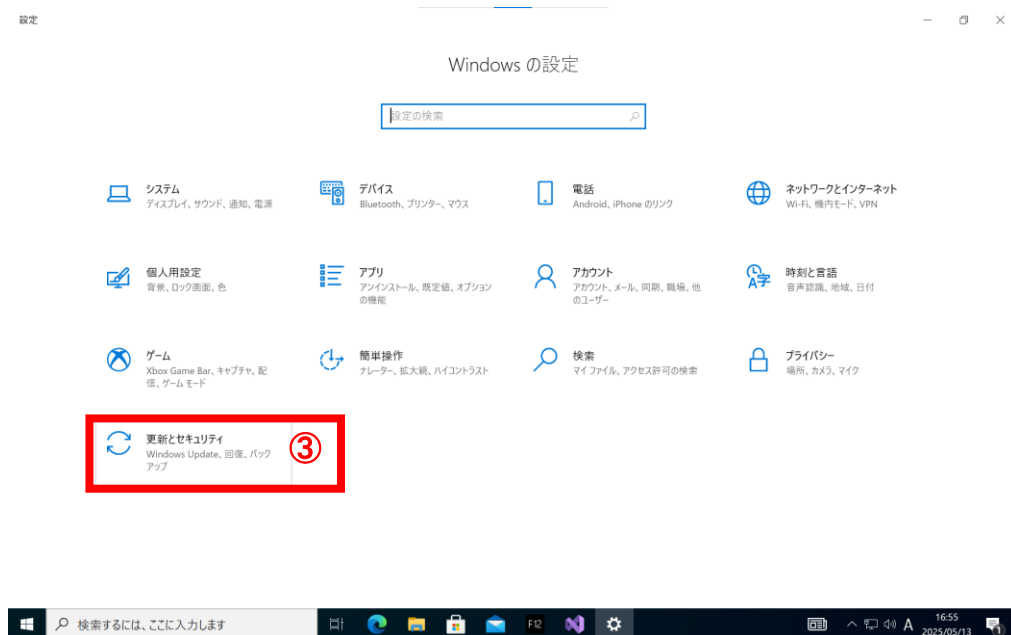 設定
Windows の設定
設定の検索
システム
ディスプレイ、サウンド、通知、電源
デバイス
Bluetooth、プリンター、マウス
電話
Android、iPhone のリンク
ネットワークとインターネット
Wi-Fi、機内モード、VPN
個人用設定
背景、ロック画面、色
アプリ
アンインストール、既定値、オプション
の機能
アカウント
アカウント、メール、同期、職場、他
のユーザー
時刻と言語
音声認識、地域、日付
ゲーム
Xbox Game Bar、キャプチャ、配
信、ゲーム モード
簡単操作
ナレーター、拡大鏡、ハイコントラスト
検索
マイ ファイル、アクセス許可の検索
プライバシー
場所、カメラ、マイク
更新とセキュリティ
Windows Update、回復、バック
アップ
③
検索するには、ここに入力します
F12
A
16:55
2025/05/13
1